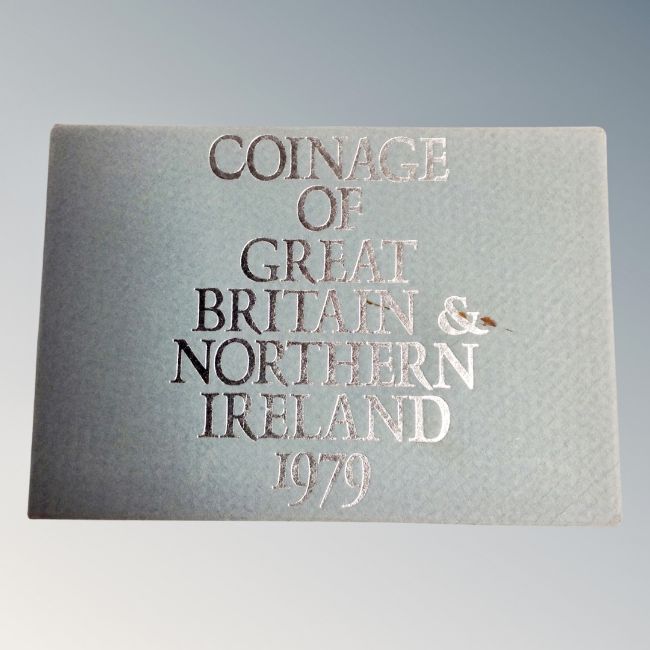 COINAGE
OF
GREAT
BRITAIN &
NORTHERN
IRELAND
1979